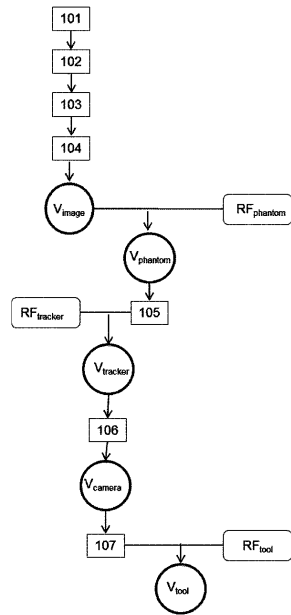 101
102
103
104
V_image RF_phantom
V_phantom
RF_tracker 105
V_tracker
106
V_camera
107 RF_tool
V_tool